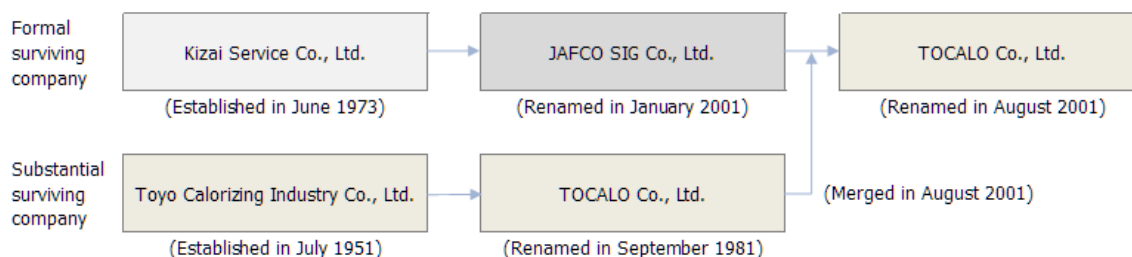 Formal
surviving
company
Kizai Service Co., Ltd.
JAFCO SIG Co., Ltd.
TOCALO Co., Ltd.
(Established in June 1973)
(Renamed in January 2001)
(Renamed in August 2001)
Substantial
surviving
company
Toyo Calorizing Industry Co., Ltd.
TOCALO Co., Ltd.
(Merged in August 2001)
(Established in July 1951)
(Renamed in September 1981)